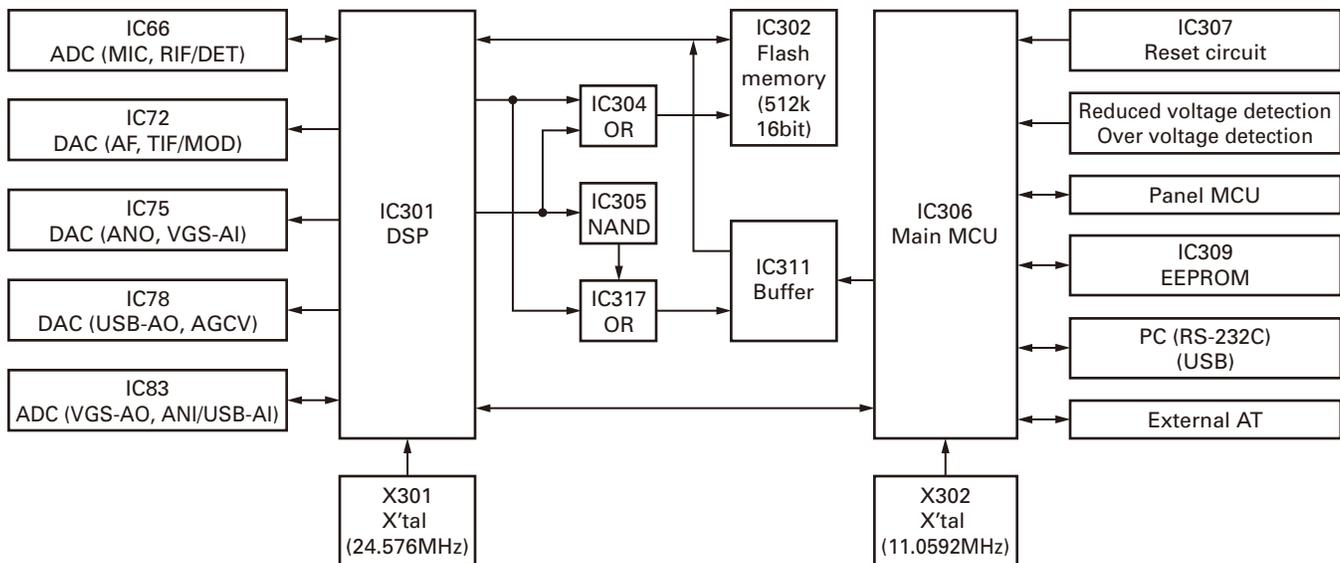 IC66
ADC (MIC, RIF/DET)
IC72
DAC (AF, TIF/MOD)
IC75
DAC (ANO, VGS-AI)
IC78
DAC (USB-AO, AGCV)
IC83
ADC (VGS-AO, ANI/USB-AI)
IC301
DSP
X301
X'tal
(24.576MHz)
IC304
OR
IC305
NAND
IC317
OR
IC302
Flash
memory
(512k
16bit)
IC311
Buffer
IC306
Main MCU
X302
X'tal
(11.0592MHz)
IC307
Reset circuit
Reduced voltage detection
Over voltage detection
Panel MCU
IC309
EEPROM
PC (RS-232C)
(USB)
External AT